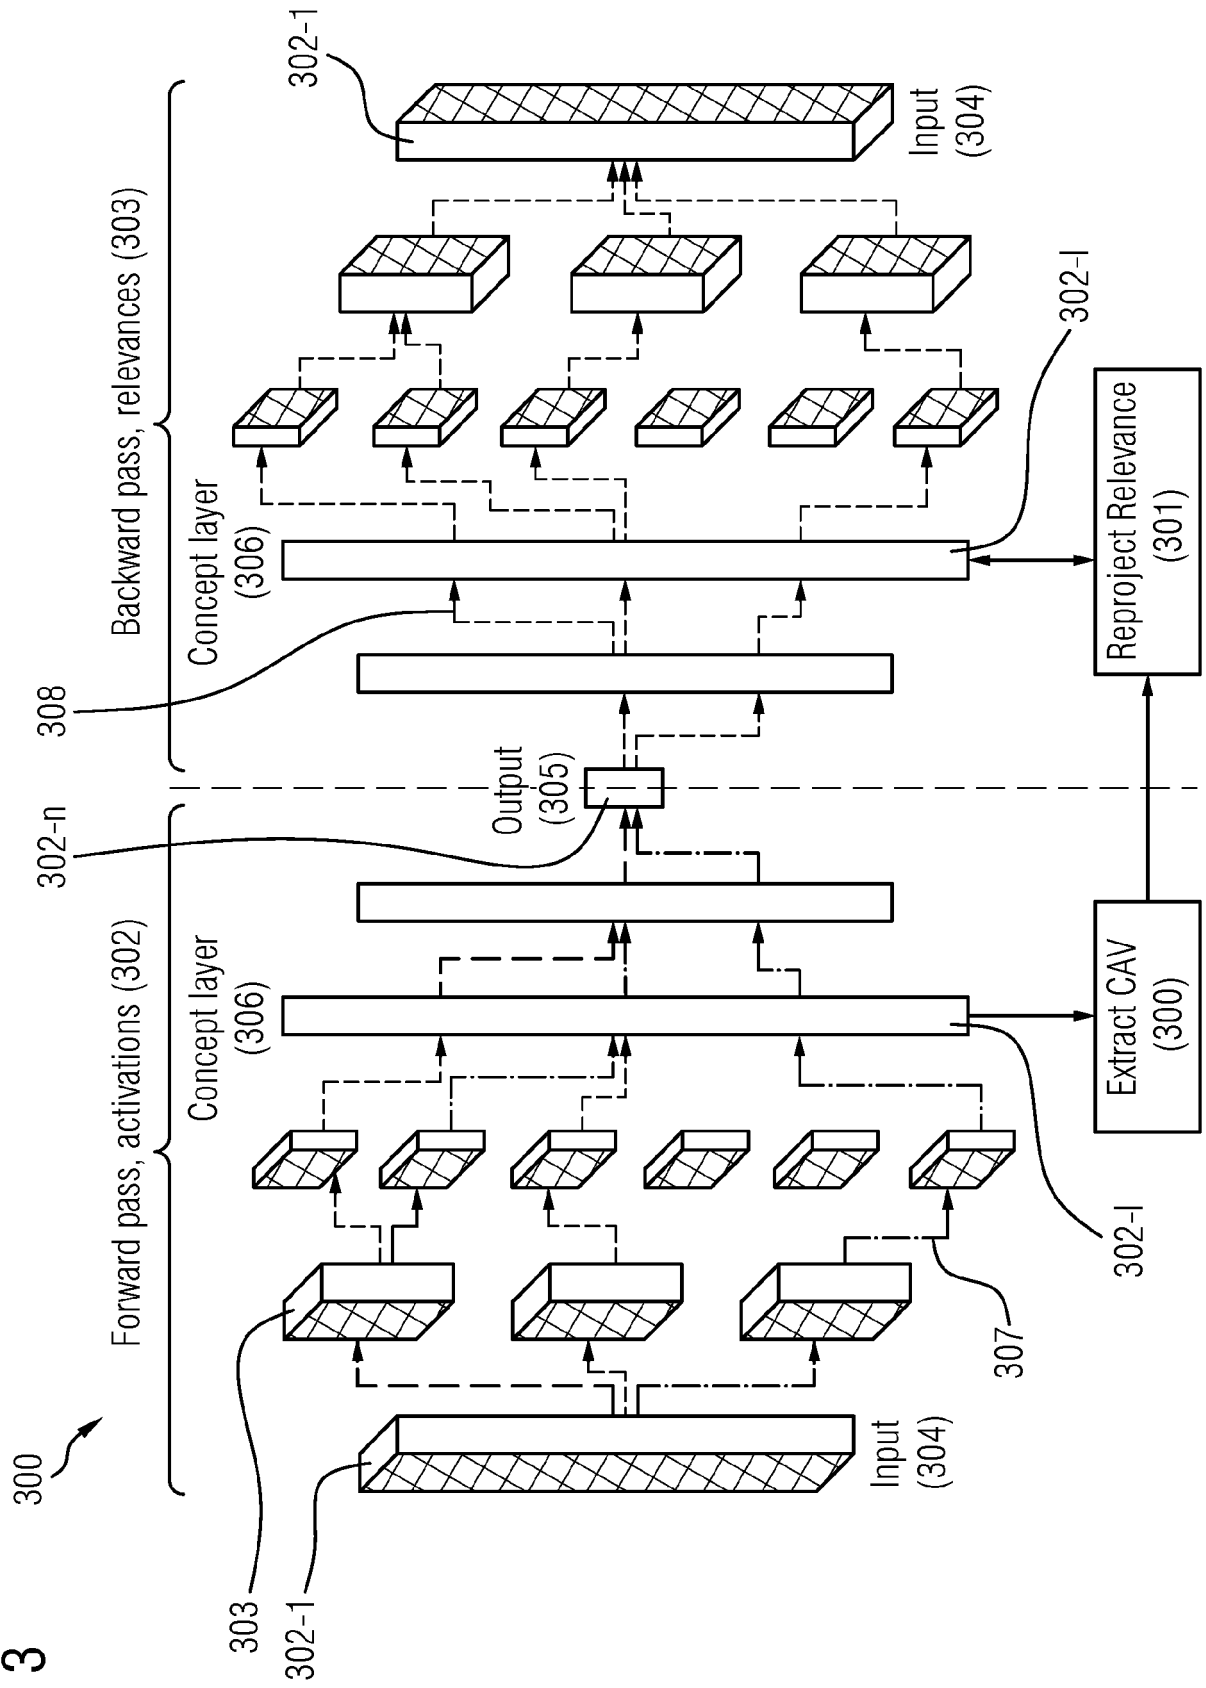 3
300
Forward pass, activations (302)
Backward pass, relevances (303)
303
302-1
302-n
308
302-1
Concept layer
(306)
Concept layer
(306)
Output
(305)
Input
(304)
Input
(304)
307
302-l
302-l
Extract CAV
(300)
Reproject Relevance
(301)